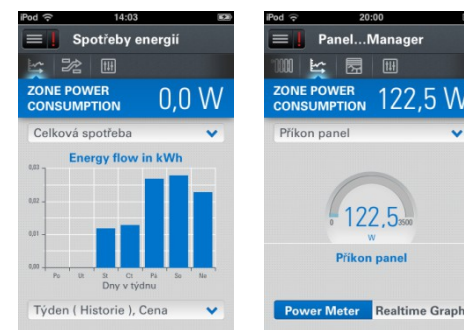 iPod 14:03
Spotřeby energií
ZONE POWER
CONSUMPTION 0,0 W
Celková spotřeba
Energy flow in kWh
0,03
0,02
0,01
0,00
Po Ut St Ct Pá So Ne
Dny v týdnu
Týden ( Historie ), Cena
iPod 20:00
Panel...Manager
ZONE POWER
CONSUMPTION 122,5 W
Příkon panel
122,5
0 3500
W
Příkon panel
Power Meter Realtime Graph